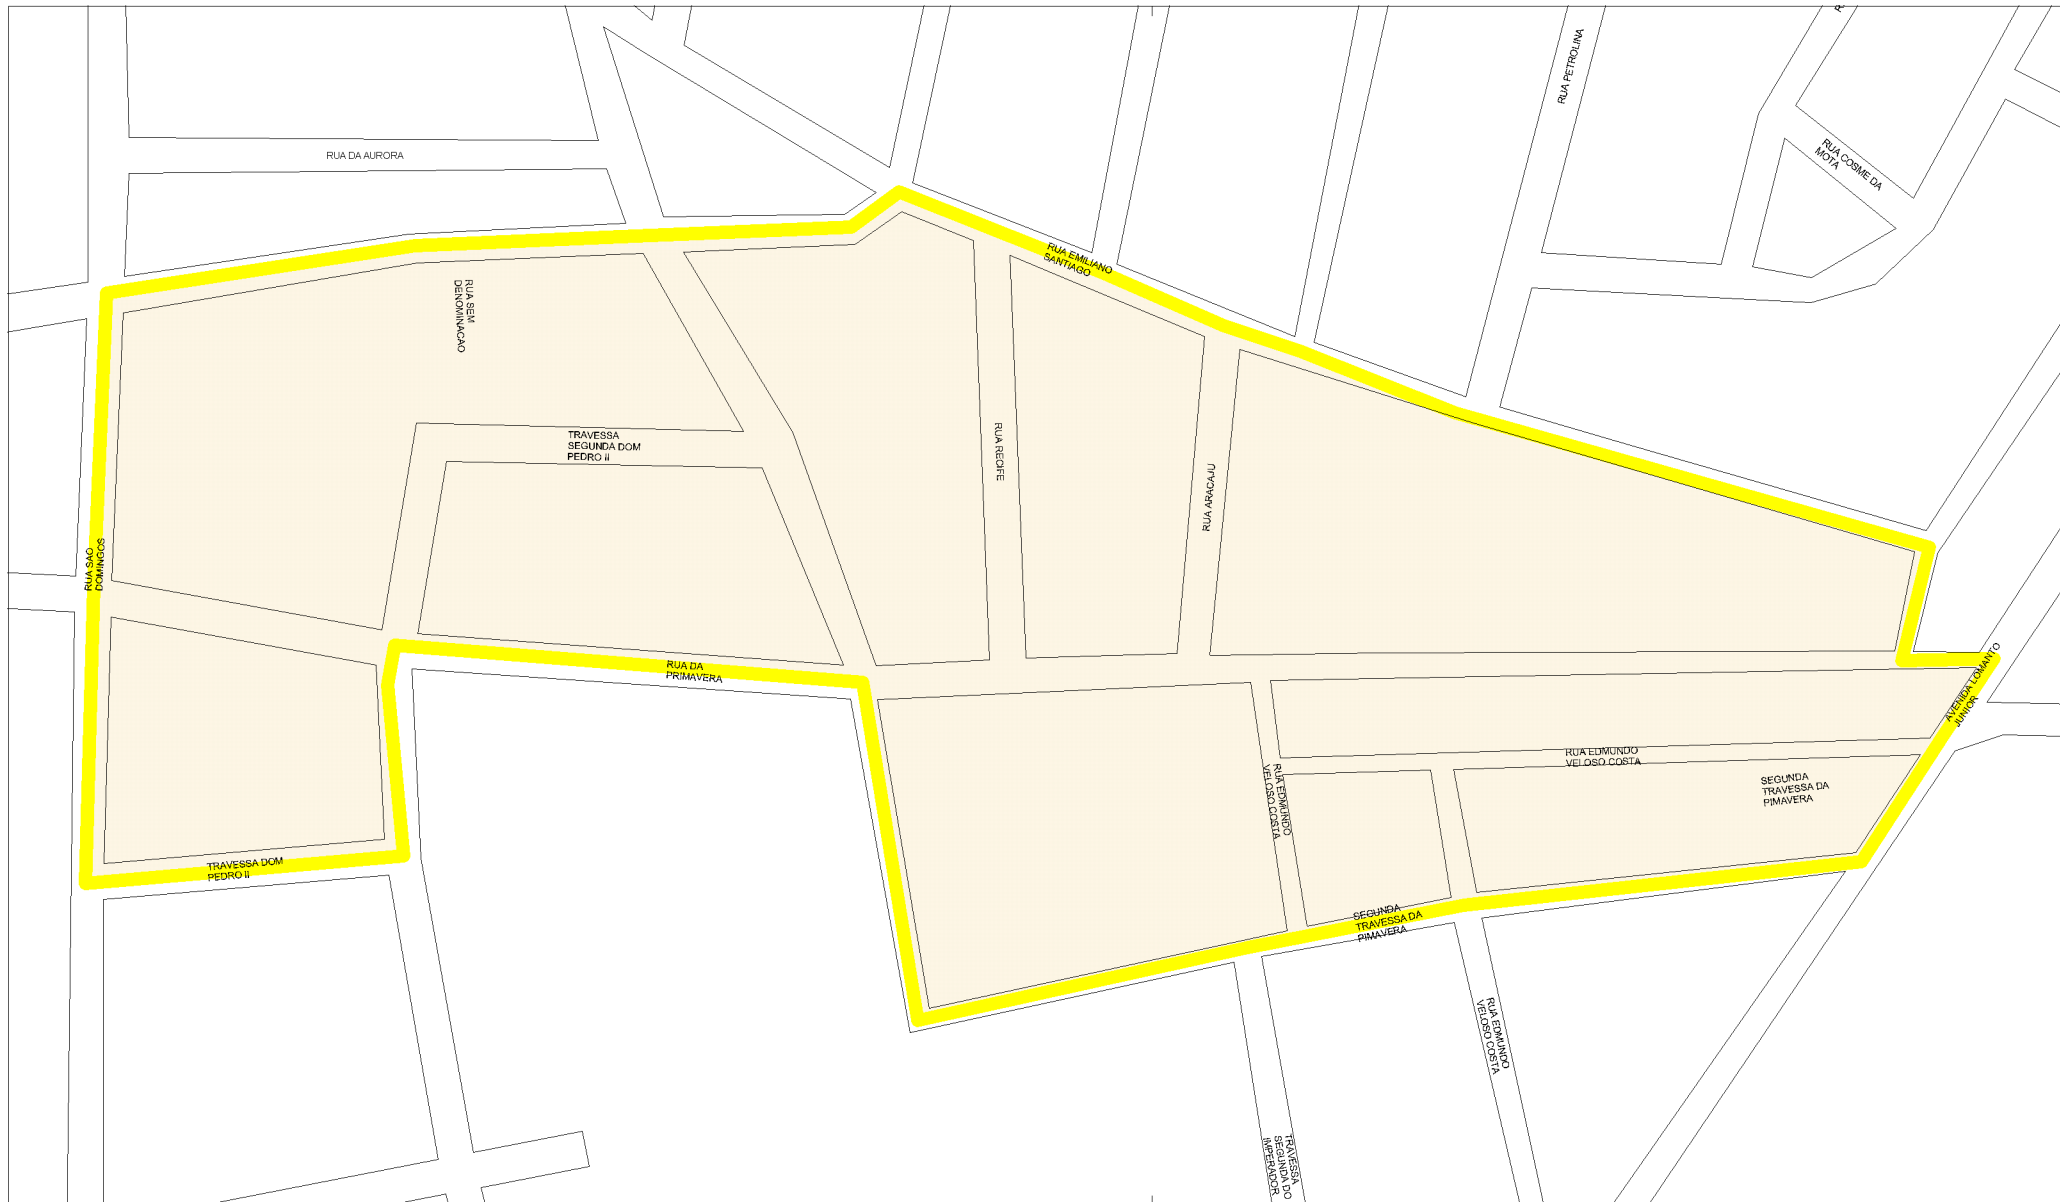 RUA PETROLINA
RUA DA AURORA
RUA COSME DA
MOTA
RUA EMILIANO
SANTIAGO
RUA SEM
DENOMINACAO
TRAVESSA
SEGUNDA DOM
PEDRO II
RUA RECIFE
RUA ARACAJU
RUA SAO
DOMINGOS
RUA DA
PRIMAVERA
AVENIDA LOMANTO
JUNIOR
RUA EDMUNDO
VELOSO COSTA
RUA EDMUNDO
VELOSO COSTA
SEGUNDA
TRAVESSA DA
PIMAVERA
TRAVESSA DOM
PEDRO II
SEGUNDA
TRAVESSA DA
PIMAVERA
RUA EDMUNDO
VELOSO COSTA
TRAVESSA
SEGUNDA DO
IMPERADOR